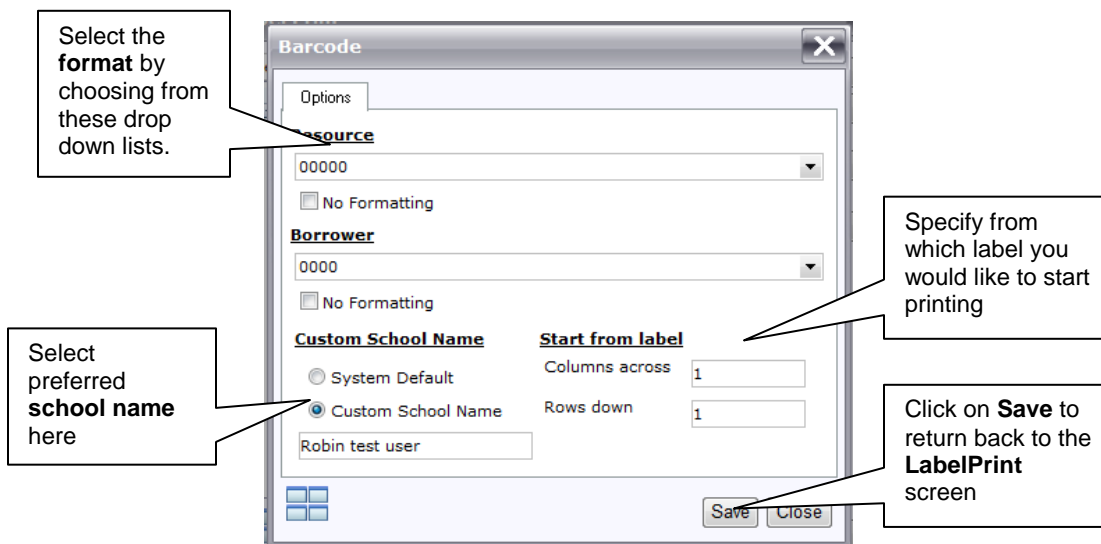 Select the
format by
choosing from
these drop
down lists.
Barcode
Options
Resource
00000
No Formatting
Borrower
0000
No Formatting
Specify from
which label you
would like to start
printing
Select
preferred
school name
here
Custom School Name
System Default
Custom School Name
Robin test user
Start from label
Columns across
1
Rows down
1
Click on Save to
return back to the
LabelPrint
screen
Save
Close